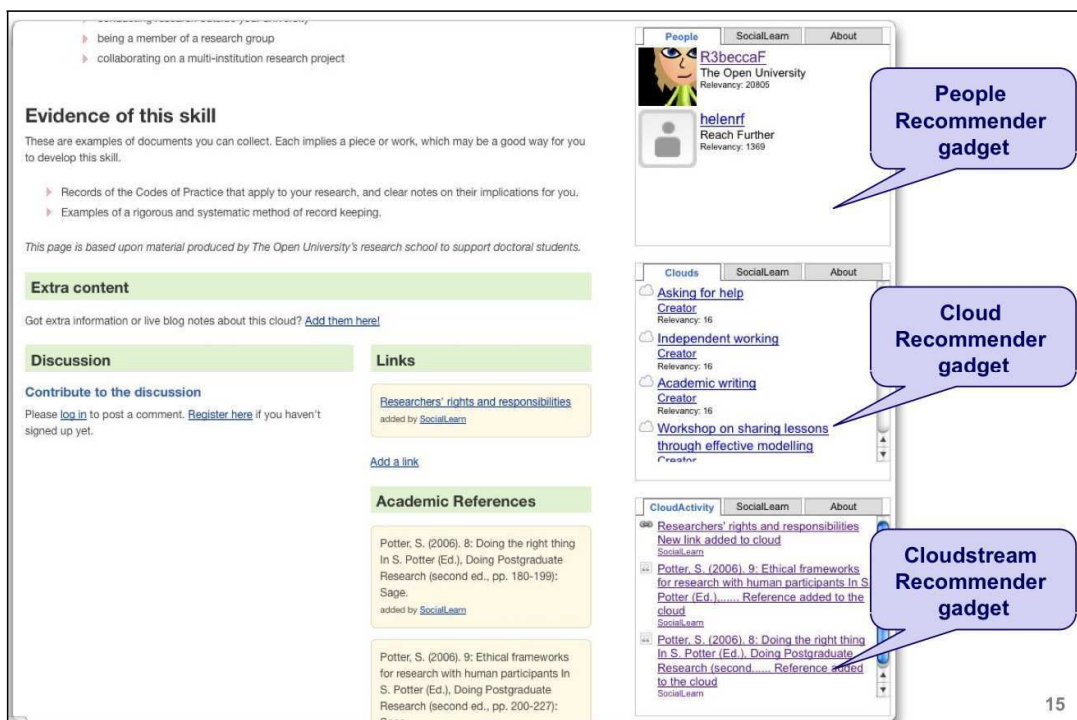 being a member of a research group
collaborating on a multi-institution research project
Evidence of this skill
These are examples of documents you can collect. Each implies a piece or work, which may be a good way for you
to develop this skill.
Records of the Codes of Practice that apply to your research, and clear notes on their implications for you.
Examples of a rigorous and systematic method of record keeping.
This page is based upon material produced by The Open University's research school to support doctoral students.
Extra content
Got extra information or live blog notes about this cloud? Add them here!
Discussion
Contribute to the discussion
Please log in to post a comment. Register here if you haven't
signed up yet.
Links
Researchers' rights and responsibilities
added by SocialLearn
Add a link
Academic References
Potter, S. (2006). 8: Doing the right thing
In S. Potter (Ed.), Doing Postgraduate
Research (second ed., pp. 180-199):
Sage.
added by SocialLearn
Potter, S. (2006). 9: Ethical frameworks
for research with human participants In
S. Potter (Ed.), Doing Postgraduate
Research (second ed., pp. 200-227):
People SocialLearn About
R3beccaF
The Open University
Relevancy: 20805
helenrf
Reach Further
Relevancy: 1369
People
Recommender
gadget
Clouds SocialLearn About
Asking for help
Creator
Relevancy: 16
Independent working
Creator
Relevancy: 16
Academic writing
Creator
Relevancy: 16
Workshop on sharing lessons
through effective modelling
Creator
Cloud
Recommender
gadget
CloudActivity SocialLearn About
Researchers' rights and responsibilities
New link added to cloud
SocialLearn
Potter, S. (2006). 9: Ethical frameworks
for research with human participants In S.
Potter (Ed.),...... Reference added to the
cloud
SocialLearn
Potter, S. (2006). 8: Doing the right thing
In S. Potter (Ed.), Doing Postgraduate
Research (second...... Reference added
to the cloud
SocialLearn
Cloudstream
Recommender
gadget
15